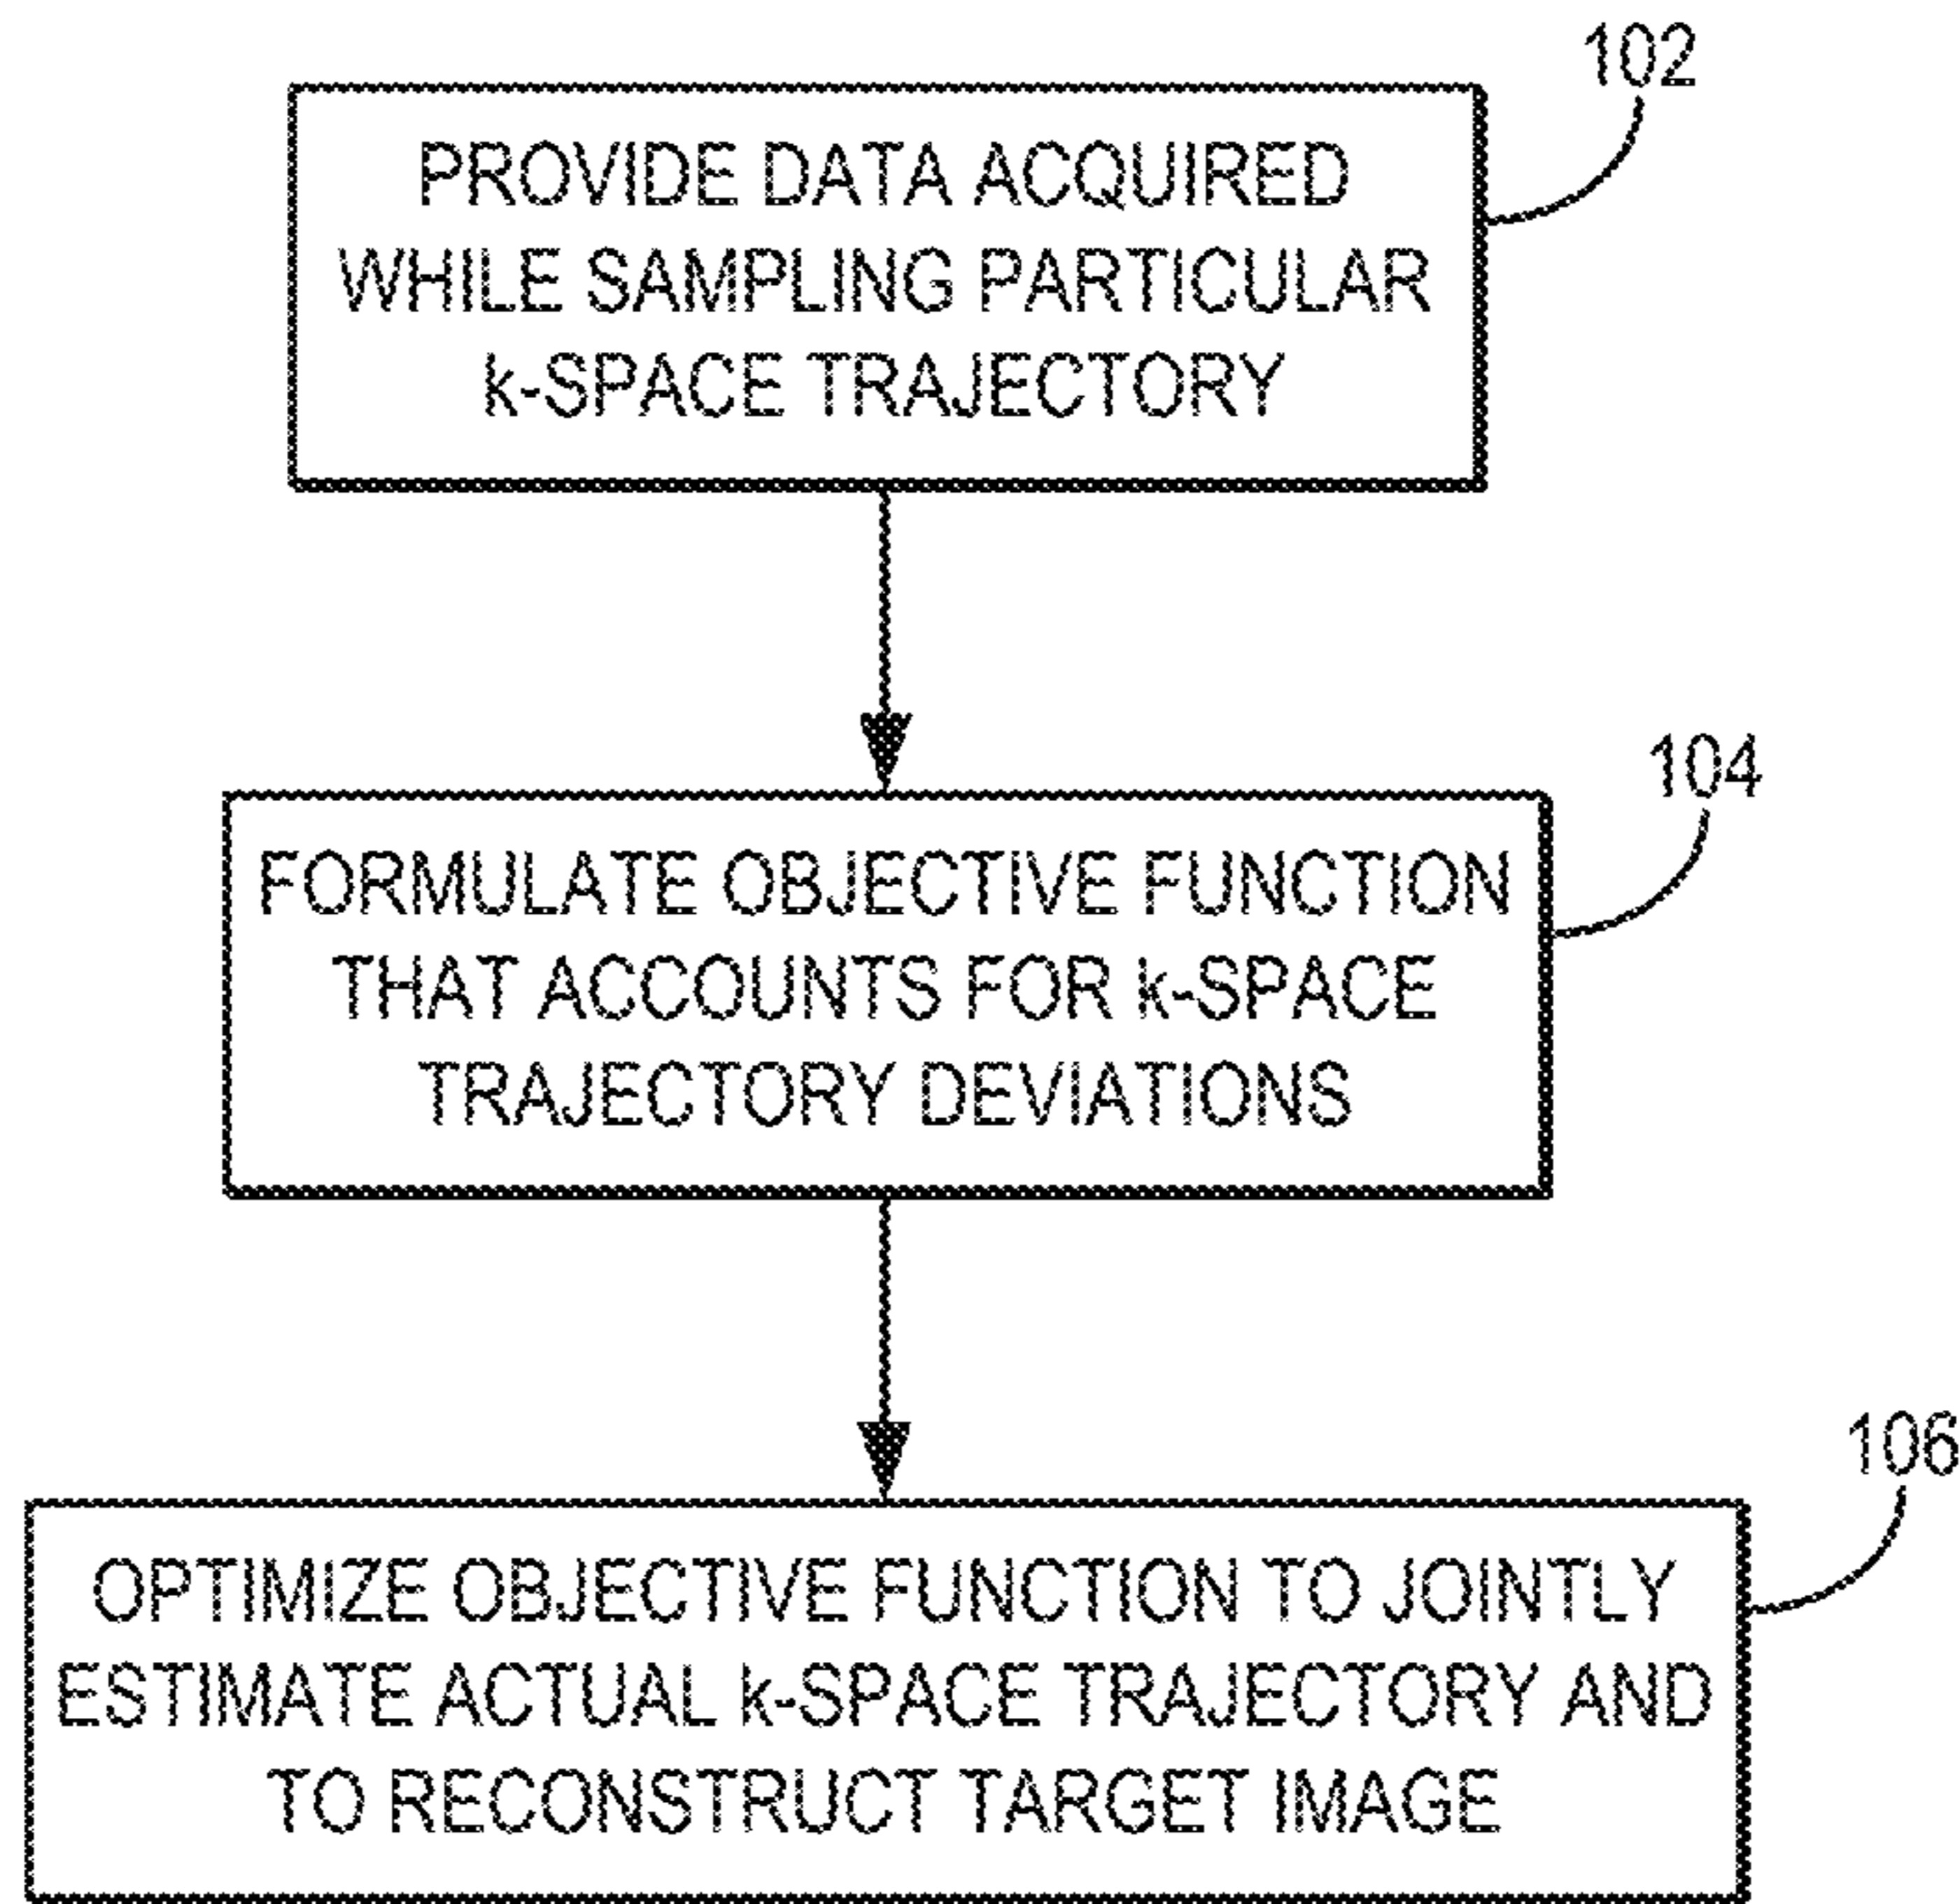 102
PROVIDE DATA ACQUIRED
WHILE SAMPLING PARTICULAR
k-SPACE TRAJECTORY
104
FORMULATE OBJECTIVE FUNCTION
THAT ACCOUNTS FOR k-SPACE
TRAJECTORY DEVIATIONS
106
OPTIMIZE OBJECTIVE FUNCTION TO JOINTLY
ESTIMATE ACTUAL k-SPACE TRAJECTORY AND
TO RECONSTRUCT TARGET IMAGE